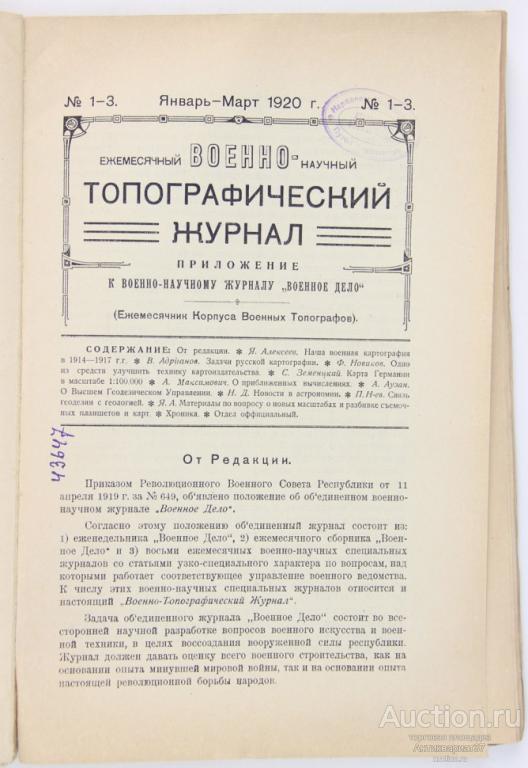 № 1–3. Январь–Март 1920 г. № 1–3.
ЕЖЕМЕСЯЧНЫЙ ВОЕННО-НАУЧНЫЙ
ТОПОГРАФИЧЕСКИЙ
ЖУРНАЛ
ПРИЛОЖЕНИЕ
К ВОЕННО-НАУЧНОМУ ЖУРНАЛУ „ВОЕННОЕ ДЕЛО“
(Ежемесячник Корпуса Военных Топографов).
СОДЕРЖАНИЕ: От редакции. ✱ Я. Алексеев. Наша военная картография
в 1914—1917 г.г. ✱ В. Адрианов. Задачи русской картографии. ✱ Ф. Новиков. Одно
из средств улучшить технику картоиздательства. ✱ С. Земецкий. Карта Германии
в масштабе 1:100.000 ✱ А. Максимович. О приближенных вычислениях. ✱ А. Аузан.
О Высшем Геодезическом Управлении. ✱ Н. Д. Новости в астрономии. ✱ П. Н-ев. Связь
геодезии с геологией. ✱ Я. А. Материалы по вопросу о новых масштабах и разбивке съемоч-
ных планшетов и карт. ✱ Хроника. ✱ Отдел оффициальный.
43647
От Редакции.
Приказом Революционного Военного Совета Республики от 11
апреля 1919 г. за № 649, об'явлено положение об об'единенном военно-
научном журнале „Военное Дело“.
Согласно этому положению об'единенный журнал состоит из:
1) еженедельника „Военное Дело“, 2) ежемесячного сборника „Воен-
ное Дело“ и 3) восьми ежемесячных военно-научных специальных
журналов со статьями узко-специального характера по вопросам, над
которыми работает соответствующее управление военного ведомства.
К числу этих военно-научных специальных журналов относится и
настоящий „Военно-Топографический Журнал“.
Задача об'единенного журнала „Военное Дело“ состоит во все-
сторонней научной разработке вопросов военного искусства и воен-
ной техники, в целях воссоздания вооруженной силы республики.
Журнал должен давать оценку всего военного строительства, как на
основании опыта минувшей мировой войны, так и на основании опыта
настоящей революционной борьбы народов.
Auction.ru
торговая площадка
Антиквариат67
auction.ru